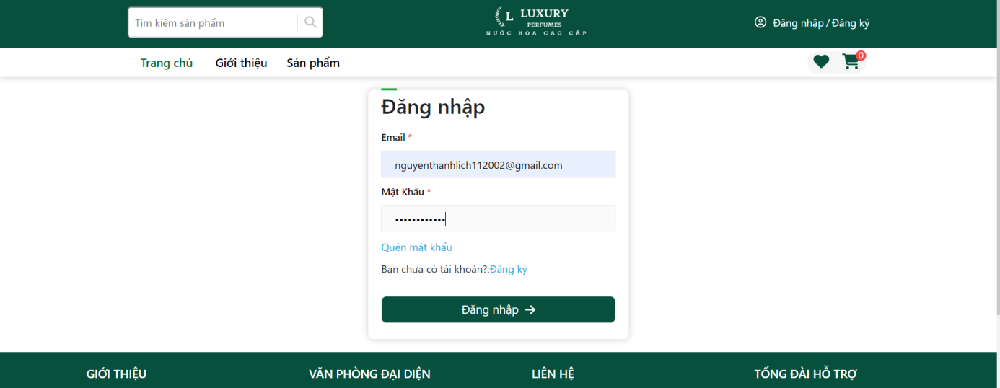 Tìm kiếm sản phẩm
L LUXURY
PERFUMES
NƯỚC HOA CAO CẤP
Đăng nhập / Đăng ký
Trang chủ
Giới thiệu
Sản phẩm
0
Đăng nhập
Email *
nguyenthanhlich112002@gmail.com
Mật Khẩu *
••••••••••••
Quên mật khẩu
Bạn chưa có tài khoản?:Đăng ký
Đăng nhập →
GIỚI THIỆU
VĂN PHÒNG ĐẠI DIỆN
LIÊN HỆ
TỔNG ĐÀI HỖ TRỢ